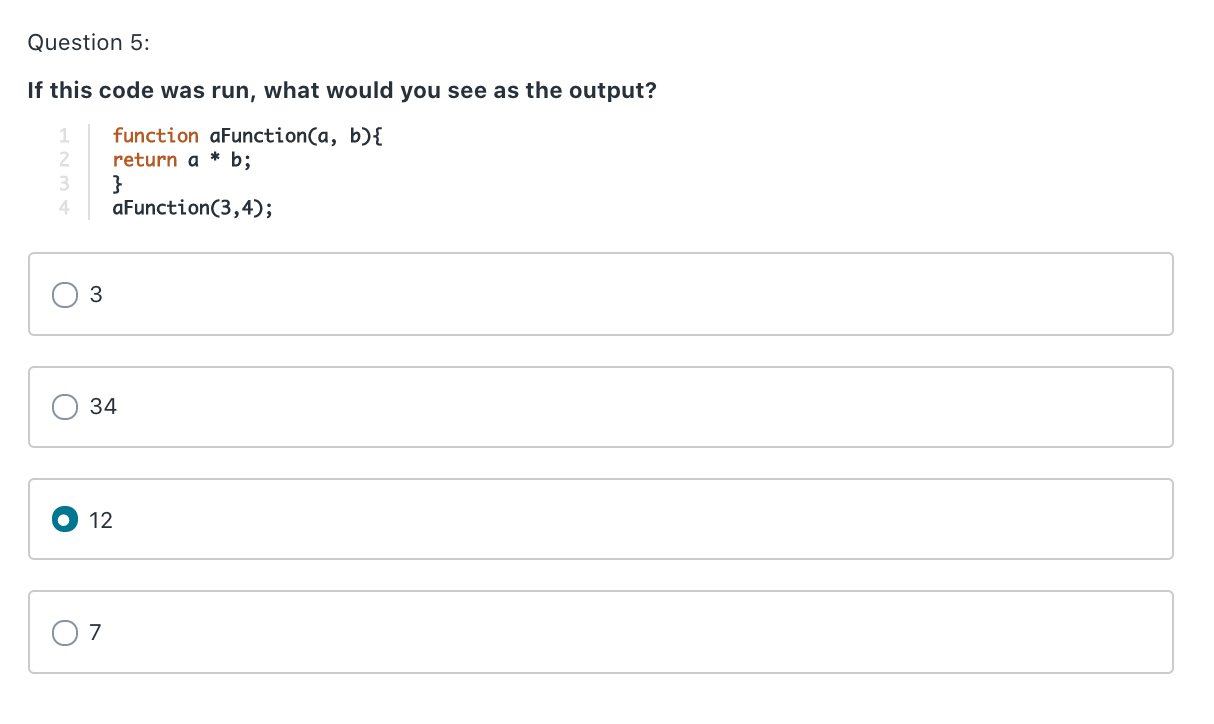 Question 5:
If this code was run, what would you see as the output?
1 function aFunction(a, b){
2 return a * b;
3 }
4 aFunction(3,4);
3
34
12
7